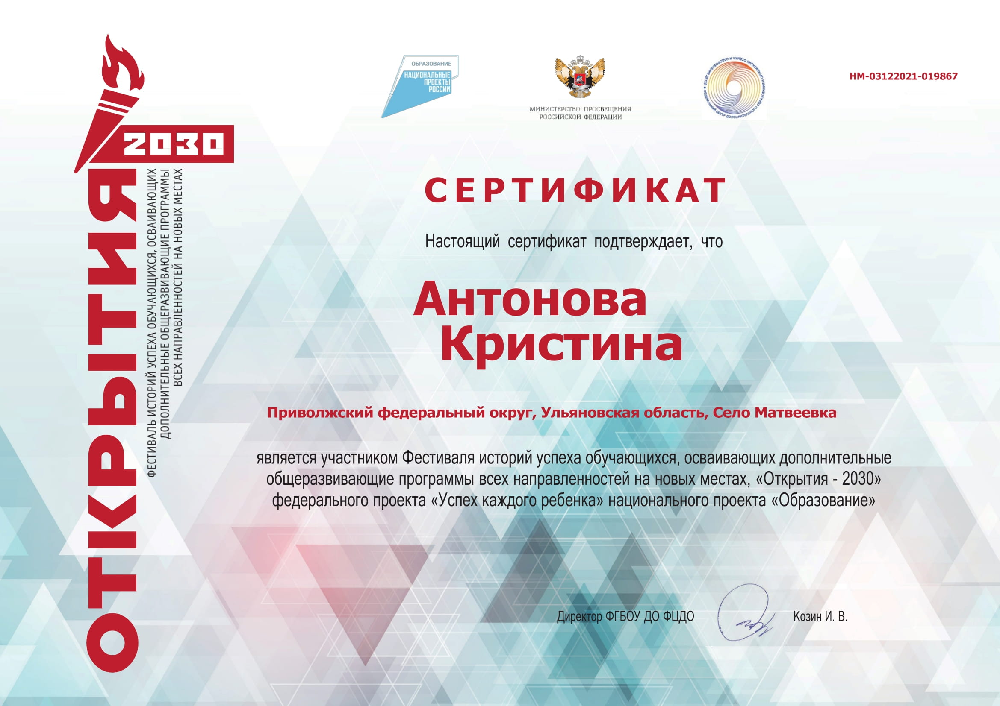 ОБРАЗОВАНИЕ
НАЦИОНАЛЬНЫЕ
ПРОЕКТЫ
РОССИИ
МИНИСТЕРСТВО ПРОСВЕЩЕНИЯ
РОССИЙСКОЙ ФЕДЕРАЦИИ
ФЕДЕРАЛЬНЫЙ ЦЕНТР ДОПОЛНИТЕЛЬНОГО ОБРАЗОВАНИЯ И ОРГАНИЗАЦИИ ОТДЫХА И ОЗДОРОВЛЕНИЯ ДЕТЕЙ
НМ-03122021-019867
ОТКРЫТИЯ
2030
ФЕСТИВАЛЬ ИСТОРИЙ УСПЕХА ОБУЧАЮЩИХСЯ, ОСВАИВАЮЩИХ
ДОПОЛНИТЕЛЬНЫЕ ОБЩЕРАЗВИВАЮЩИЕ ПРОГРАММЫ
ВСЕХ НАПРАВЛЕННОСТЕЙ НА НОВЫХ МЕСТАХ
СЕРТИФИКАТ
Настоящий сертификат подтверждает, что
Антонова
Кристина
Приволжский федеральный округ, Ульяновская область, Село Матвеевка
является участником Фестиваля историй успеха обучающихся, осваивающих дополнительные
общеразвивающие программы всех направленностей на новых местах, «Открытия - 2030»
федерального проекта «Успех каждого ребенка» национального проекта «Образование»
Директор ФГБОУ ДО ФЦДО
Козин И. В.